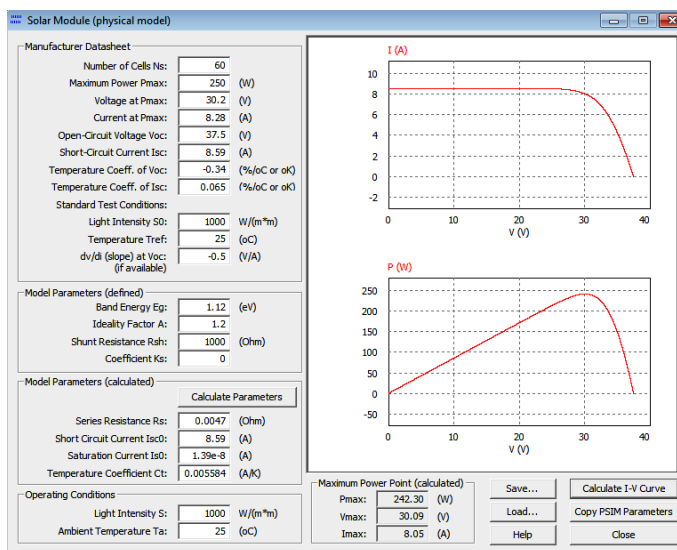 Solar Module (physical model)
Manufacturer Datasheet
Number of Cells Ns: 60
Maximum Power Pmax: 250 (W)
Voltage at Pmax: 30.2 (V)
Current at Pmax: 8.28 (A)
Open-Circuit Voltage Voc: 37.5 (V)
Short-Circuit Current Isc: 8.59 (A)
Temperature Coeff. of Voc: -0.34 (%/oC or oK)
Temperature Coeff. of Isc: 0.065 (%/oC or oK)
Standard Test Conditions:
Light Intensity S0: 1000 W/(m*m)
Temperature Tref: 25 (oC)
dv/di (slope) at Voc: -0.5 (V/A)
(if available)
Model Parameters (defined)
Band Energy Eg: 1.12 (eV)
Ideality Factor A: 1.2
Shunt Resistance Rsh: 1000 (Ohm)
Coefficient Ks: 0
Model Parameters (calculated)
Calculate Parameters
Series Resistance Rs: 0.0047 (Ohm)
Short Circuit Current Isc0: 8.59 (A)
Saturation Current Is0: 1.39e-8 (A)
Temperature Coefficient Ct: 0.005584 (A/K)
Operating Conditions
Light Intensity S: 1000 W/(m*m)
Ambient Temperature Ta: 25 (oC)
I (A)
10
8
6
4
2
0
-2
0 10 20 30 40
V (V)
P (W)
250
200
150
100
50
0
-50
0 10 20 30 40
V (V)
Maximum Power Point (calculated)
Pmax: 242.30 (W)
Vmax: 30.09 (V)
Imax: 8.05 (A)
Save... Calculate I-V Curve
Load... Copy PSIM Parameters
Help Close